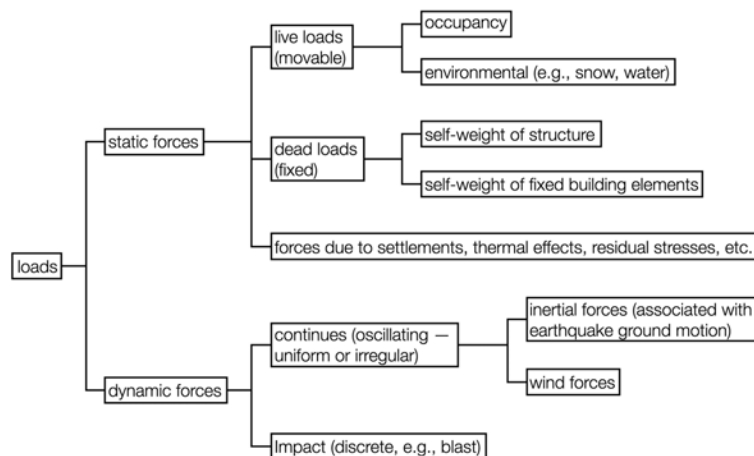 occupancy
live loads
(movable)
environmental (e.g., snow, water)
static forces
self-weight of structure
dead loads
(fixed)
self-weight of fixed building elements
forces due to settlements, thermal effects, residual stresses, etc.
loads
inertial forces (associated with
earthquake ground motion)
continues (oscillating —
uniform or irregular)
dynamic forces
wind forces
Impact (discrete, e.g., blast)